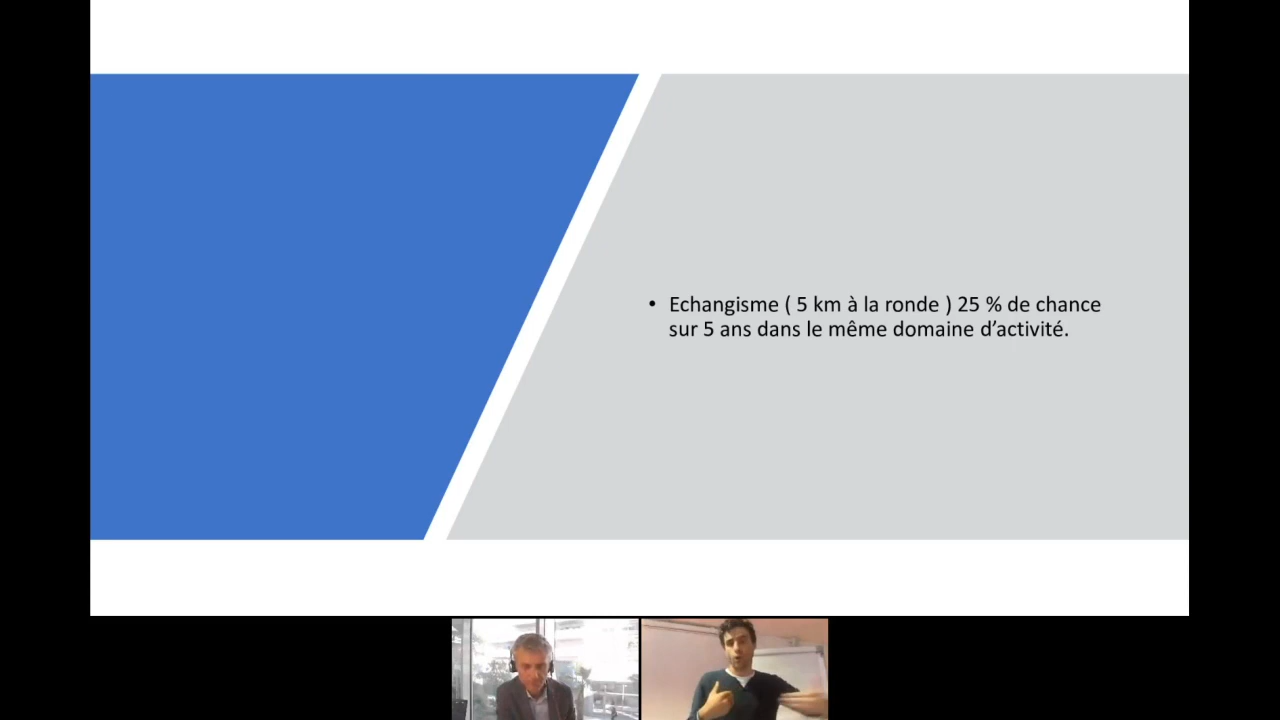 • Echangisme ( 5 km à la ronde ) 25 % de chance
sur 5 ans dans le même domaine d’activité.